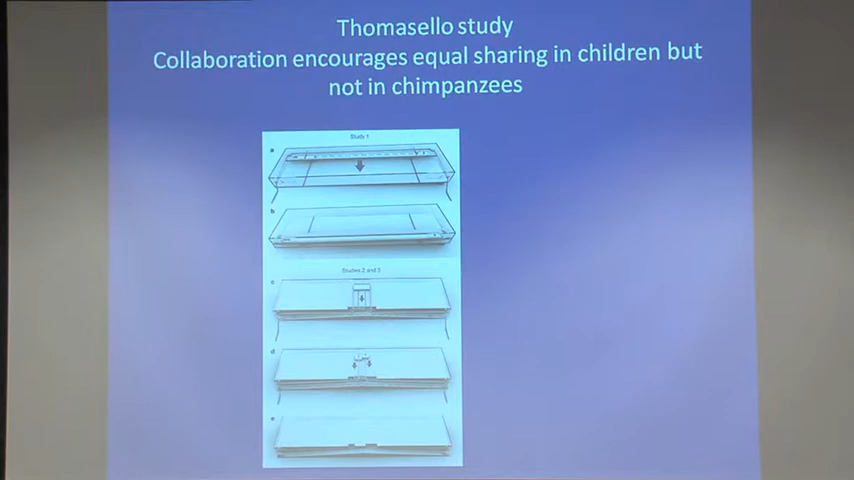 Thomasello study
Collaboration encourages equal sharing in children but
not in chimpanzees
Study 1
a
b
Studies 2 and 3
c
d
e